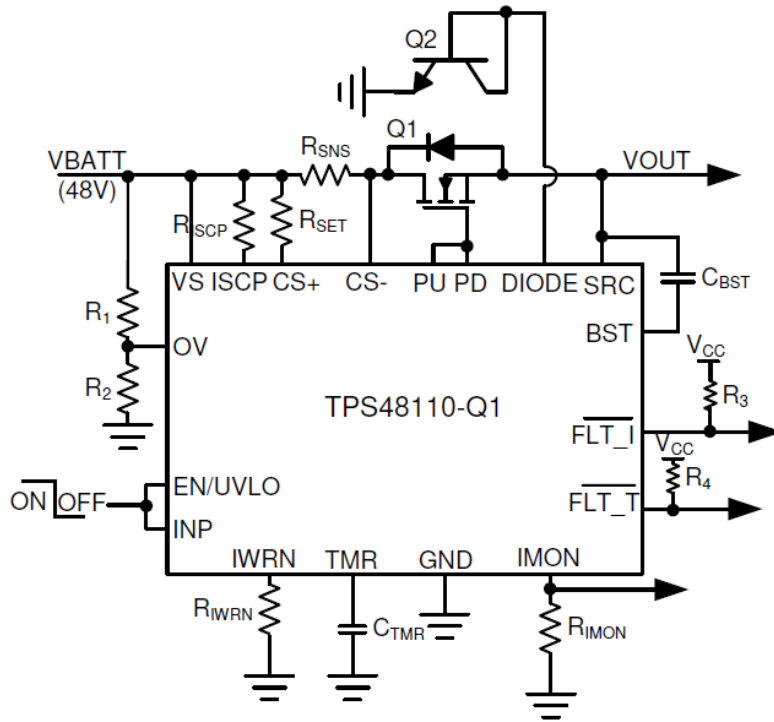 Q2
Q1
RSNS
VBATT
(48V)
VOUT
RISCP
RSET
VS ISCP CS+ CS- PU PD DIODE SRC
CBST
R1
OV
BST
VCC
R2
R3
TPS48110-Q1
FLT_I
VCC
R4
EN/UVLO
ON OFF
FLT_T
INP
IWRN TMR GND IMON
RIWRN
CTMR
RIMON